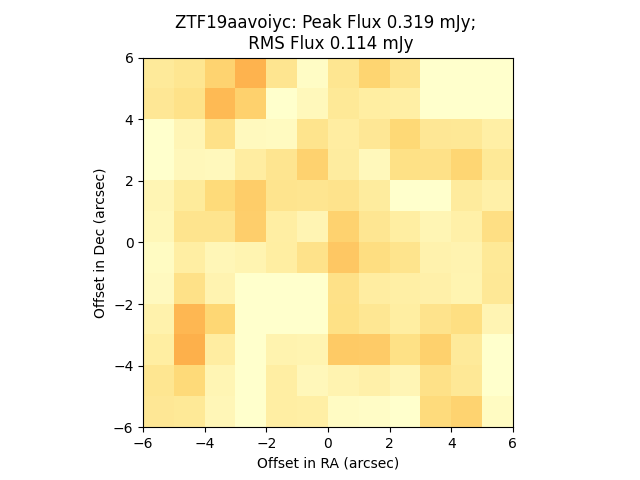 ZTF19aavoiyc: Peak Flux 0.319 mJy;
RMS Flux 0.114 mJy
6
4
2
0
−2
−4
−6
Offset in Dec (arcsec)
−6 −4 −2 0 2 4 6
Offset in RA (arcsec)